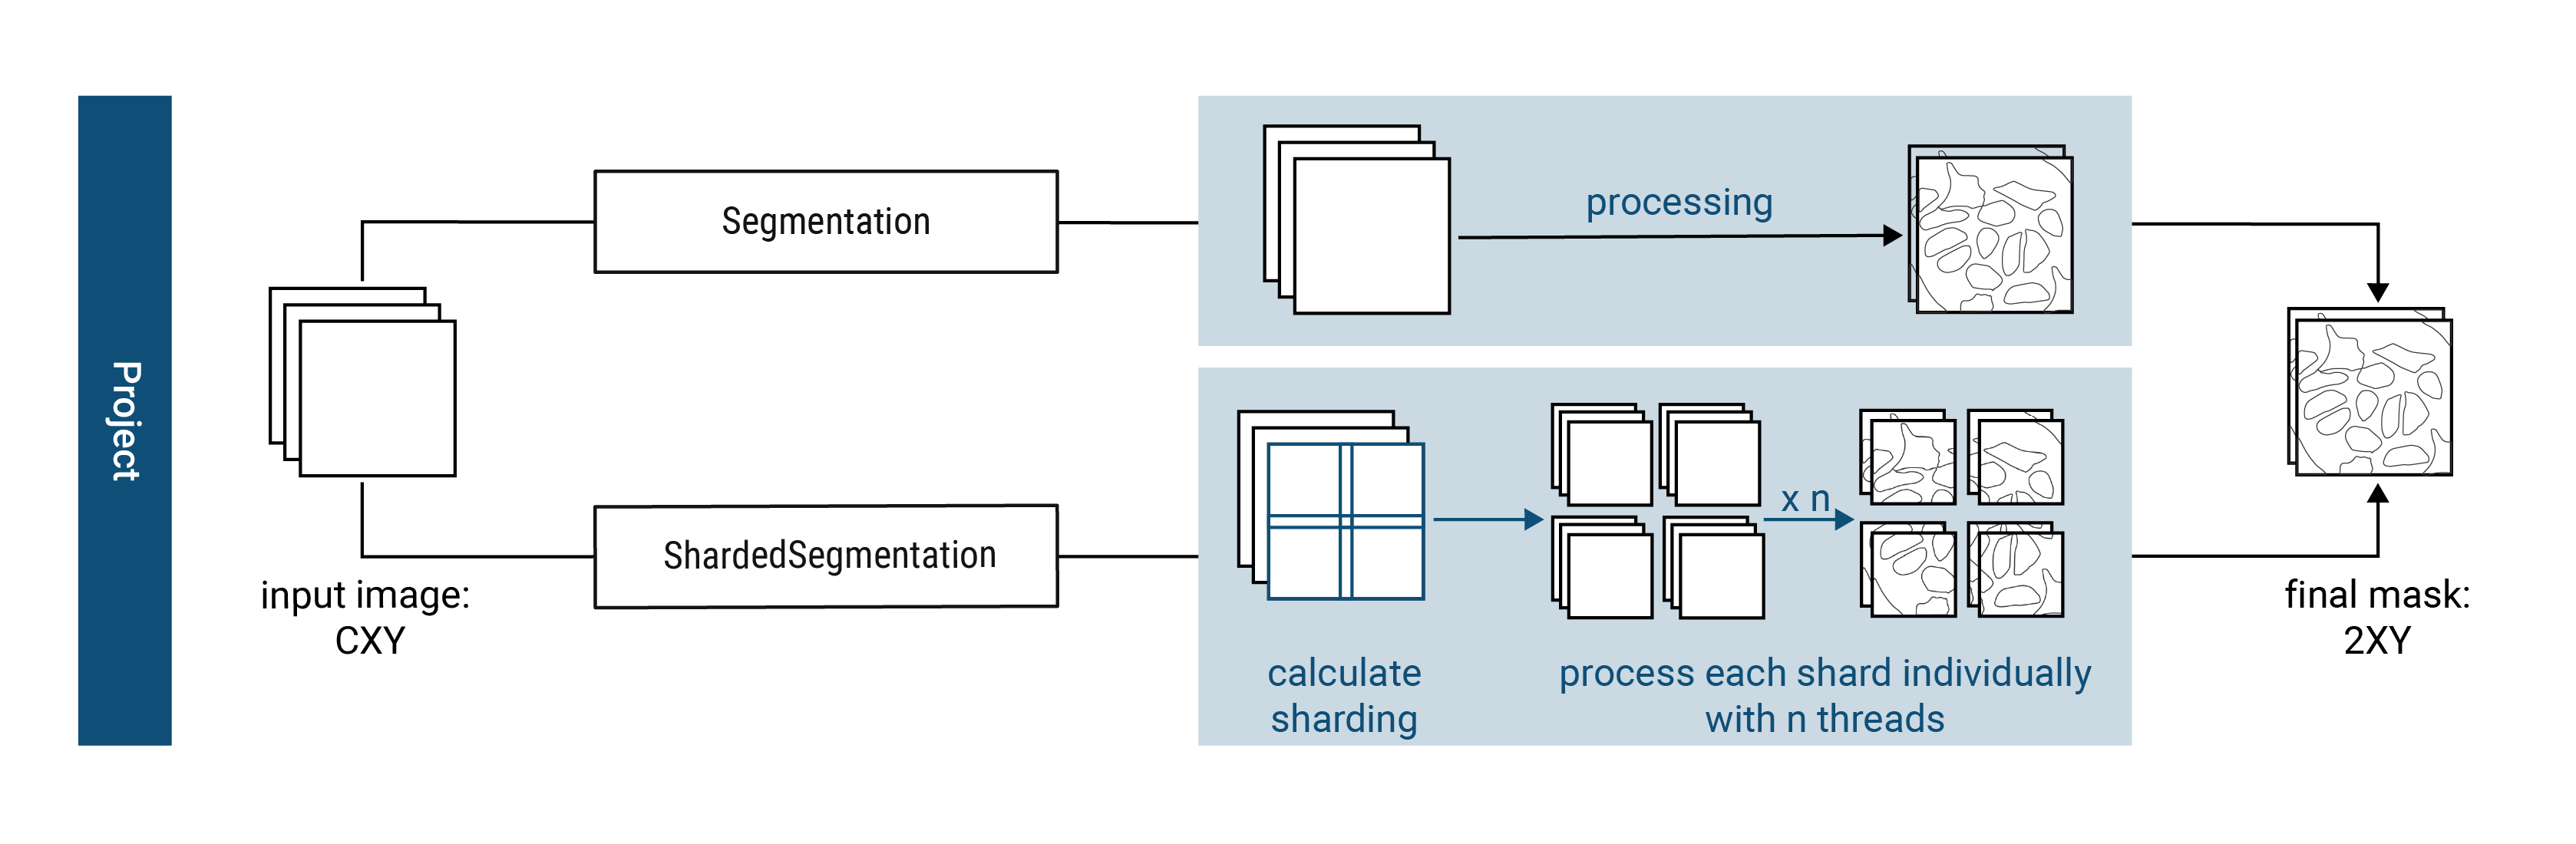 Project
input image:
CXY
Segmentation
ShardedSegmentation
processing
x n
calculate
sharding
process each shard individually
with n threads
final mask:
2XY